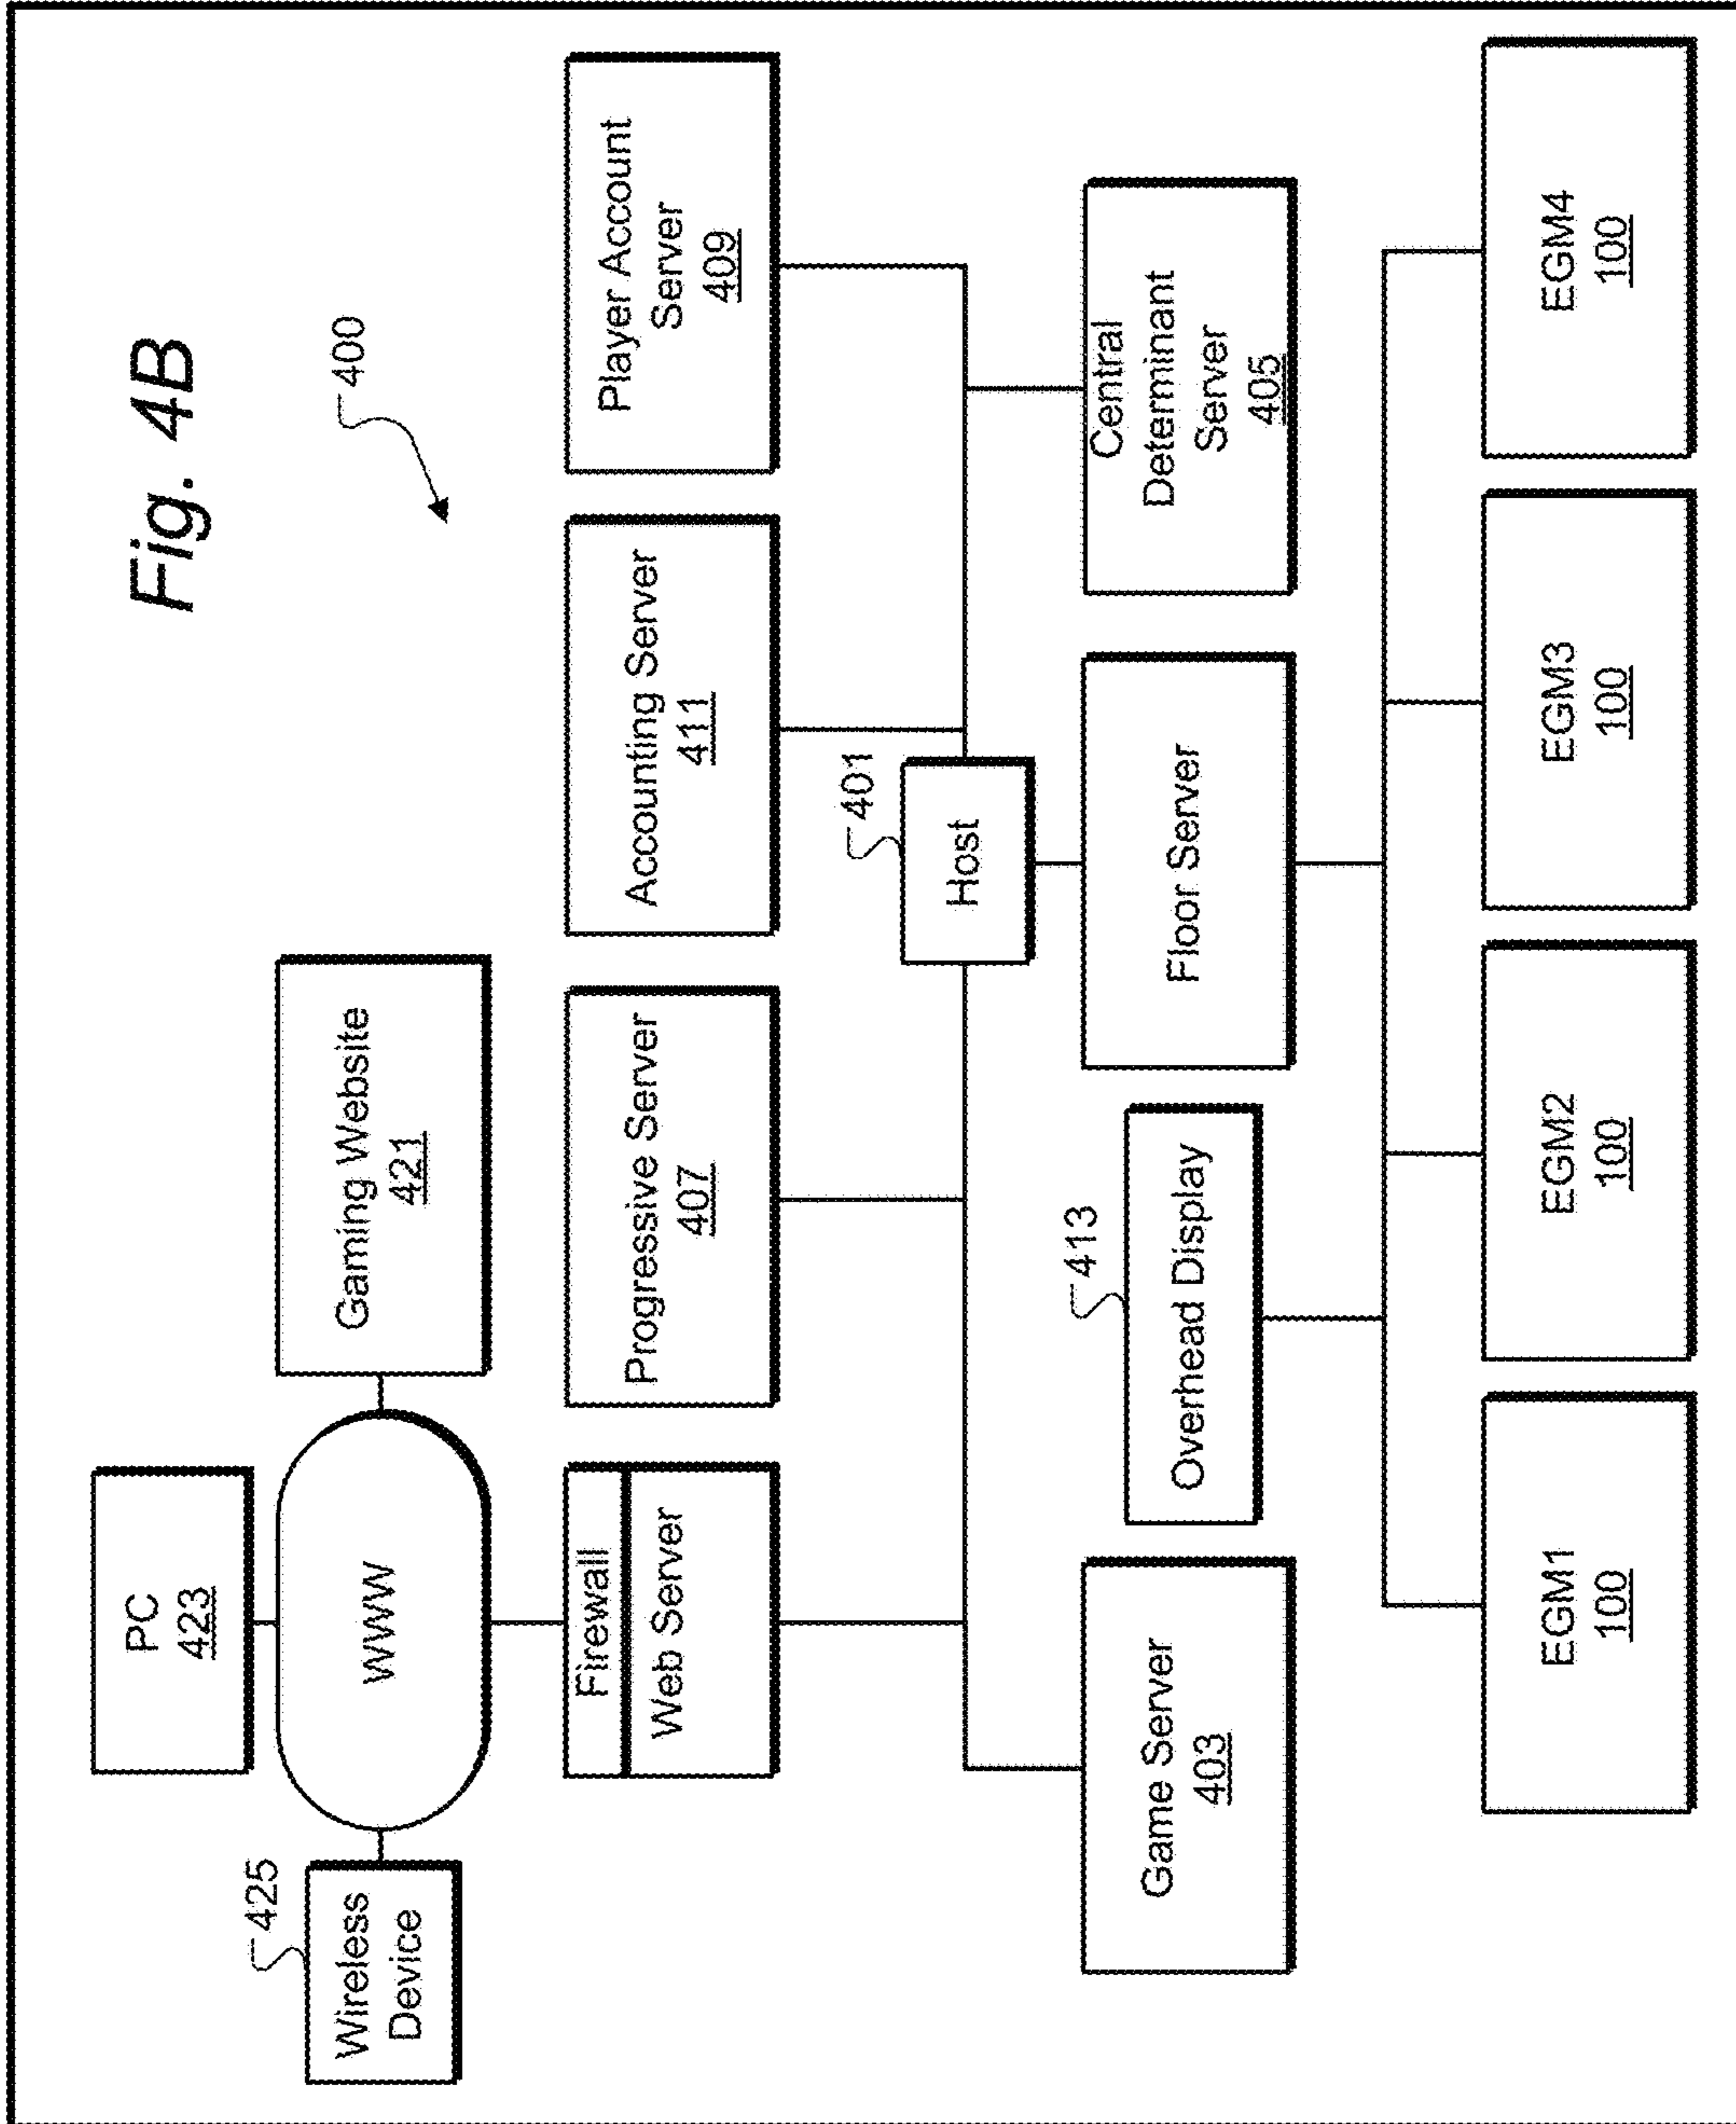 Fig. 4B
400
PC
423
WWW
425
Wireless
Device
Gaming Website
421
Firewall
Web Server
Progressive Server
407
Accounting Server
411
Player Account
Server
409
401
Host
Game Server
403
413
Overhead Display
Floor Server
Central
Determinant
Server
405
EGM1
100
EGM2
100
EGM3
100
EGM4
100